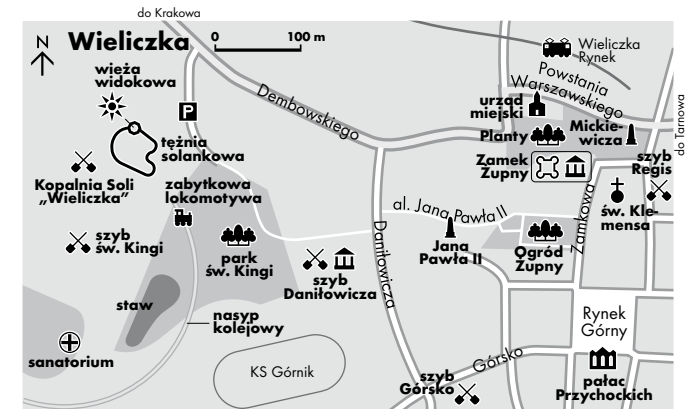 do Krakowa
N
Wieliczka
0 100 m
Wieliczka
Rynek
wieża
widokowa
P
Dembowskiego
Powstania
Warszawskiego
urząd
miejski
do Tarnowa
tężnia
solankowa
Planty
Mickie-
wicza
Zamek
Żupny
szyb
Regis
Kopalnia Soli
„Wieliczka”
zabytkowa
lokomotywa
al. Jana Pawła II
Zamkowa
św. Kle-
mensa
szyb
św. Kingi
park
św. Kingi
Daniłowicza
Jana
Pawła II
Ogród
Żupny
szyb
Daniłowicza
staw
nasyp
kolejowy
Rynek
Górny
sanatorium
KS Górnik
szyb
Górsko
Górsko
pałac
Przychockich